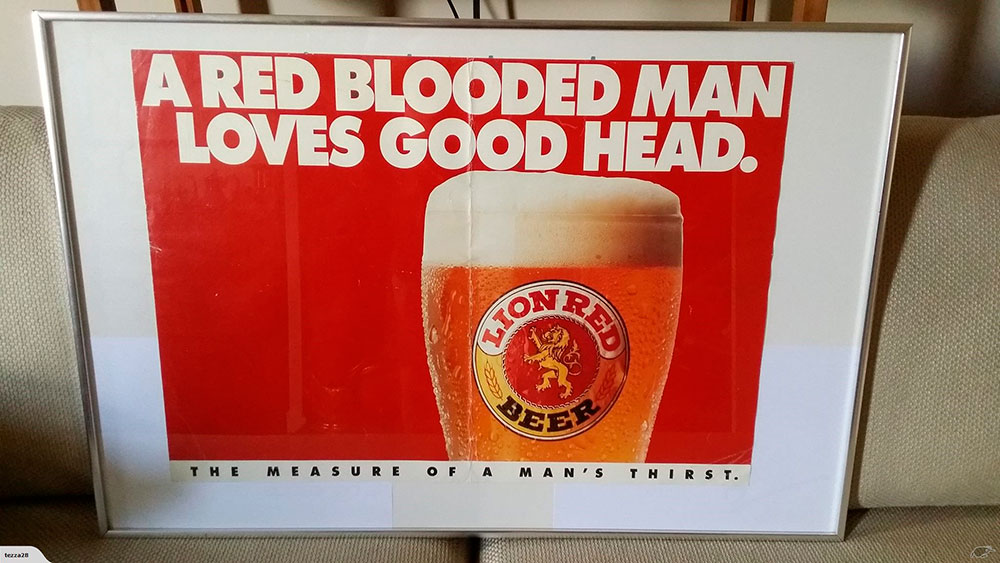 A RED BLOODED MAN
LOVES GOOD HEAD.
LION RED
BEER
THE MEASURE OF A MAN'S THIRST.
tezza28